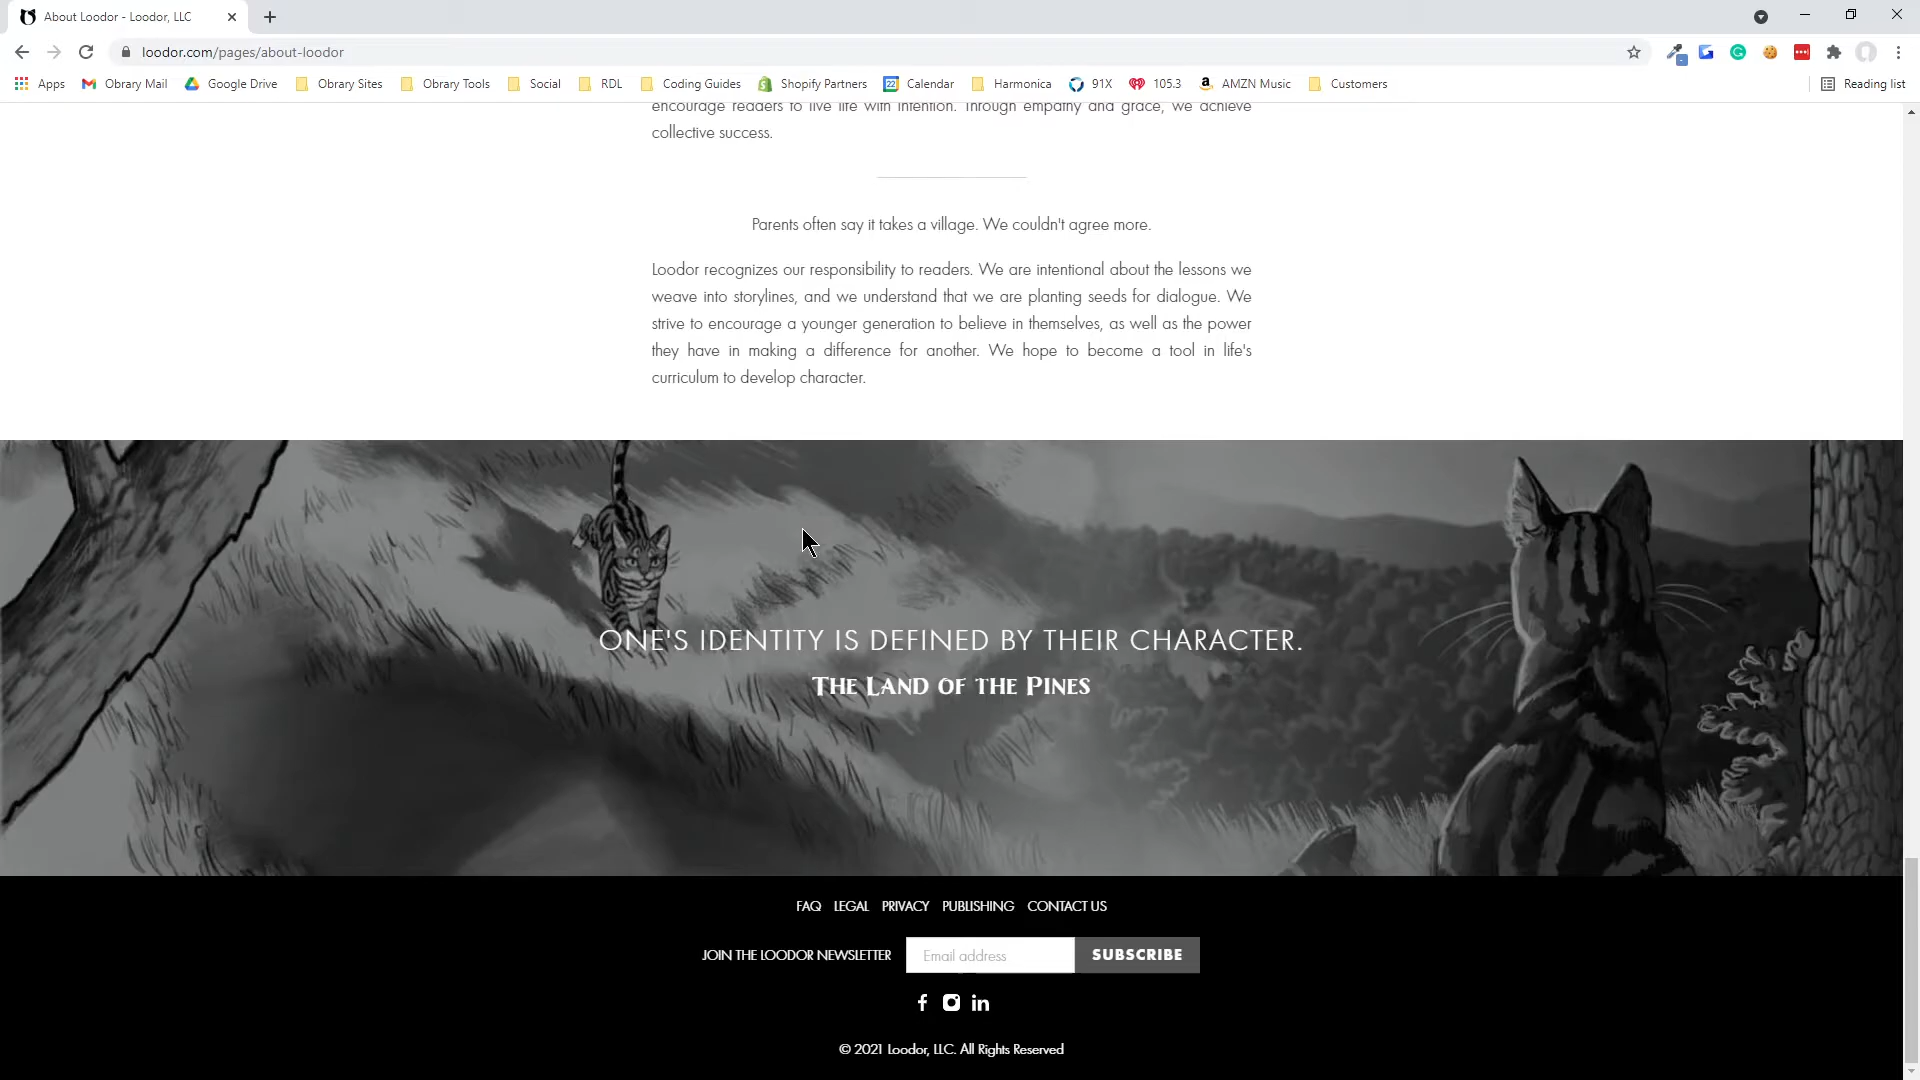 About Loodor - Loodor, LLC
loodor.com/pages/about-loodor
Apps Obrary Mail Google Drive Obrary Sites Obrary Tools Social RDL Coding Guides Shopify Partners 22 Calendar Harmonica 91X 105.3 AMZN Music Customers Reading list
encourage readers to live life with intention. Through empathy and grace, we achieve
collective success.
Parents often say it takes a village. We couldn't agree more.
Loodor recognizes our responsibility to readers. We are intentional about the lessons we
weave into storylines, and we understand that we are planting seeds for dialogue. We
strive to encourage a younger generation to believe in themselves, as well as the power
they have in making a difference for another. We hope to become a tool in life's
curriculum to develop character.
ONE'S IDENTITY IS DEFINED BY THEIR CHARACTER.
THE LAND OF THE PINES
FAQ LEGAL PRIVACY PUBLISHING CONTACT US
JOIN THE LOODOR NEWSLETTER Email address SUBSCRIBE
© 2021 Loodor, LLC. All Rights Reserved